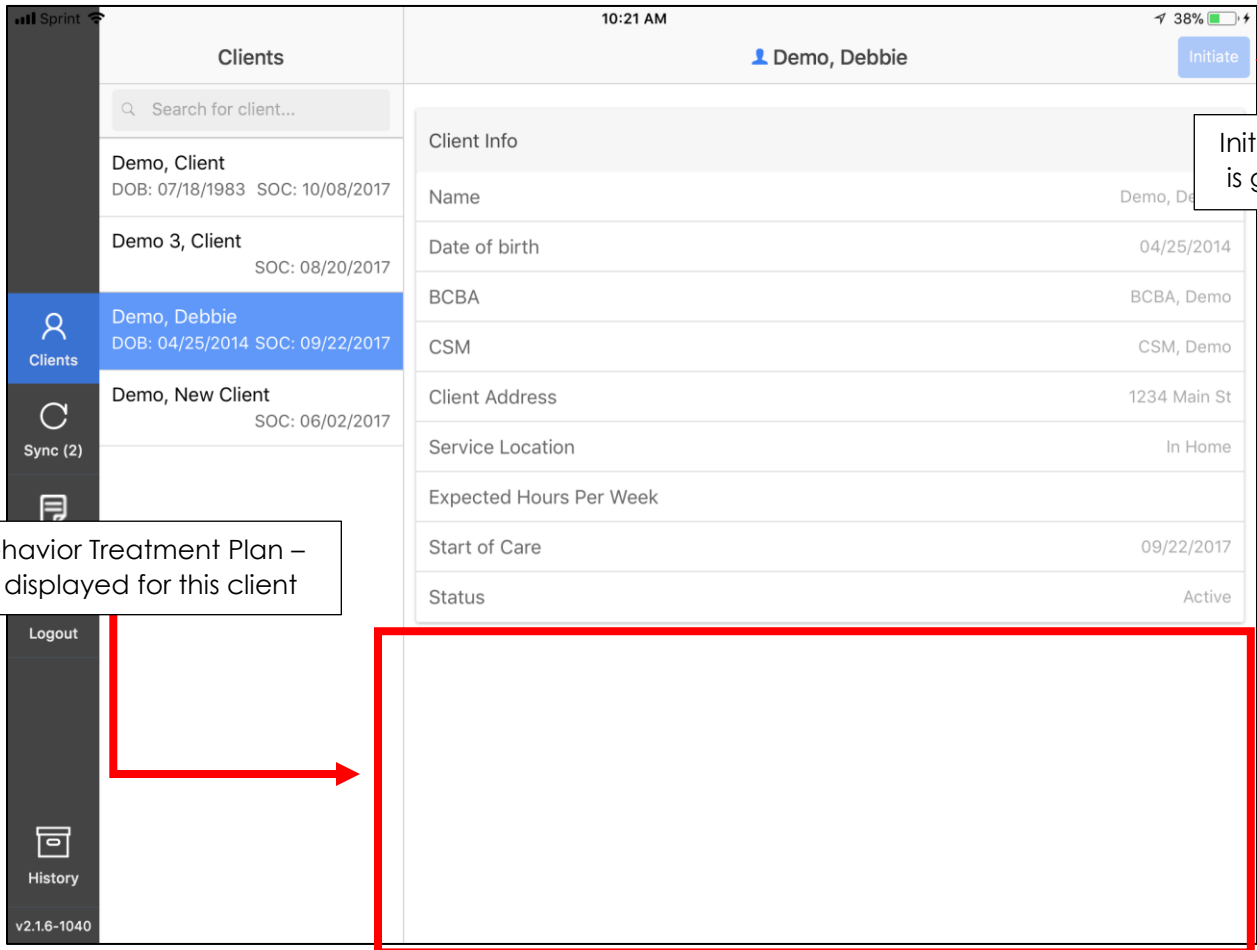 Sprint
10:21 AM
38%
Clients
Demo, Debbie
Initiate
Search for client...
Demo, Client
DOB: 07/18/1983 SOC: 10/08/2017
Demo 3, Client
SOC: 08/20/2017
Demo, Debbie
DOB: 04/25/2014 SOC: 09/22/2017
Demo, New Client
SOC: 06/02/2017
Clients
Sync (2)
Logout
History
v2.1.6-1040
Client Info
Name Demo, De
Date of birth 04/25/2014
BCBA BCBA, Demo
CSM CSM, Demo
Client Address 1234 Main St
Service Location In Home
Expected Hours Per Week
Start of Care 09/22/2017
Status Active
Init
is g
havior Treatment Plan –
displayed for this client